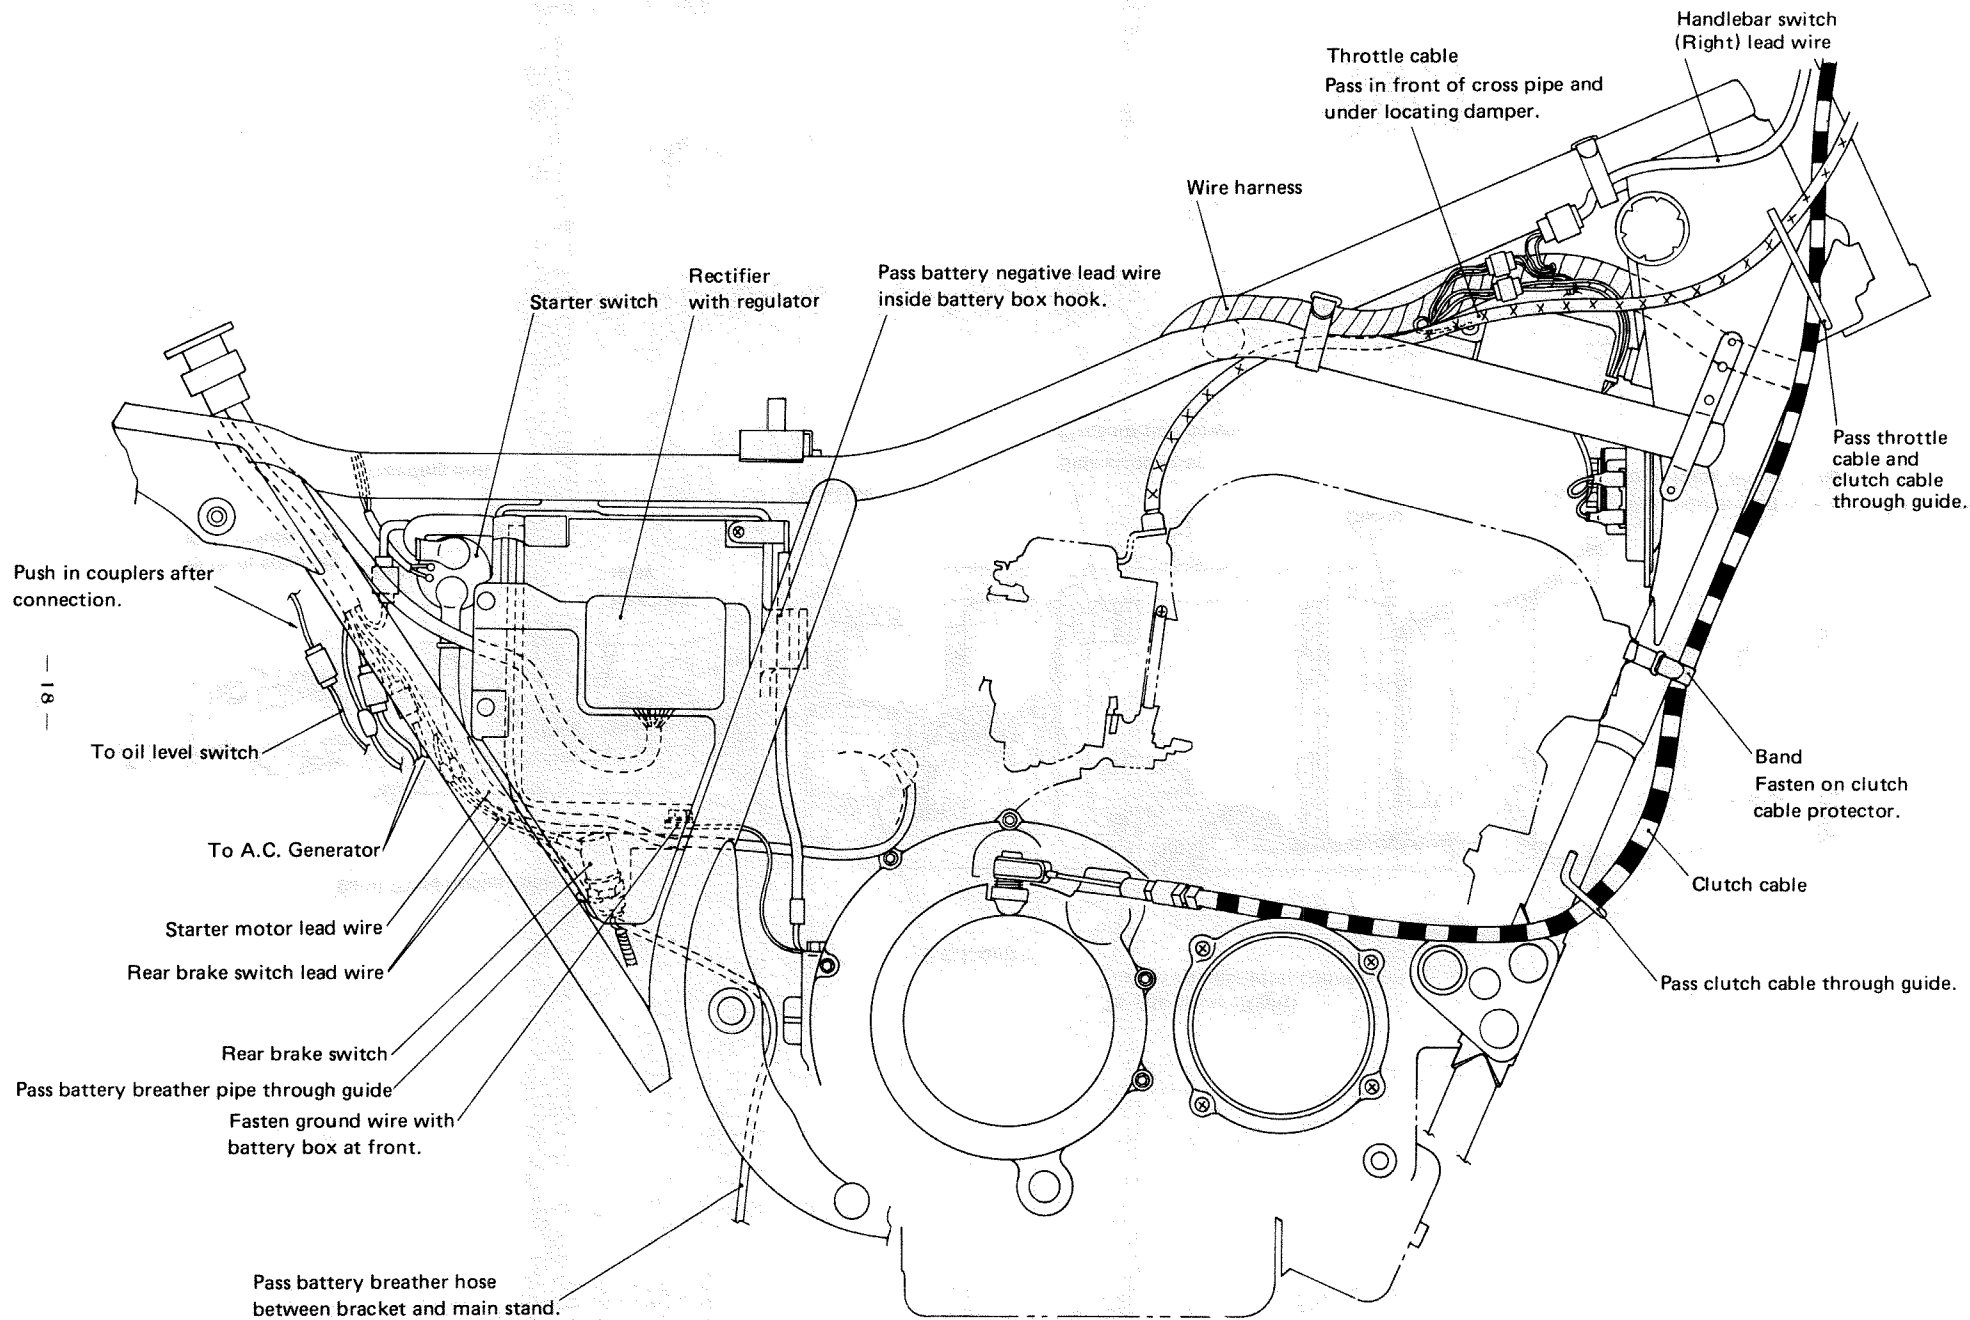 Handlebar switch
(Right) lead wire
Throttle cable
Pass in front of cross pipe and
under locating damper.
Wire harness
Rectifier
with regulator
Pass battery negative lead wire
inside battery box hook.
Starter switch
Pass throttle
cable and
clutch cable
through guide.
Push in couplers after
connection.
— 18 —
To oil level switch
Band
Fasten on clutch
cable protector.
To A.C. Generator
Clutch cable
Starter motor lead wire
Rear brake switch lead wire
Pass clutch cable through guide.
Rear brake switch
Pass battery breather pipe through guide
Fasten ground wire with
battery box at front.
Pass battery breather hose
between bracket and main stand.